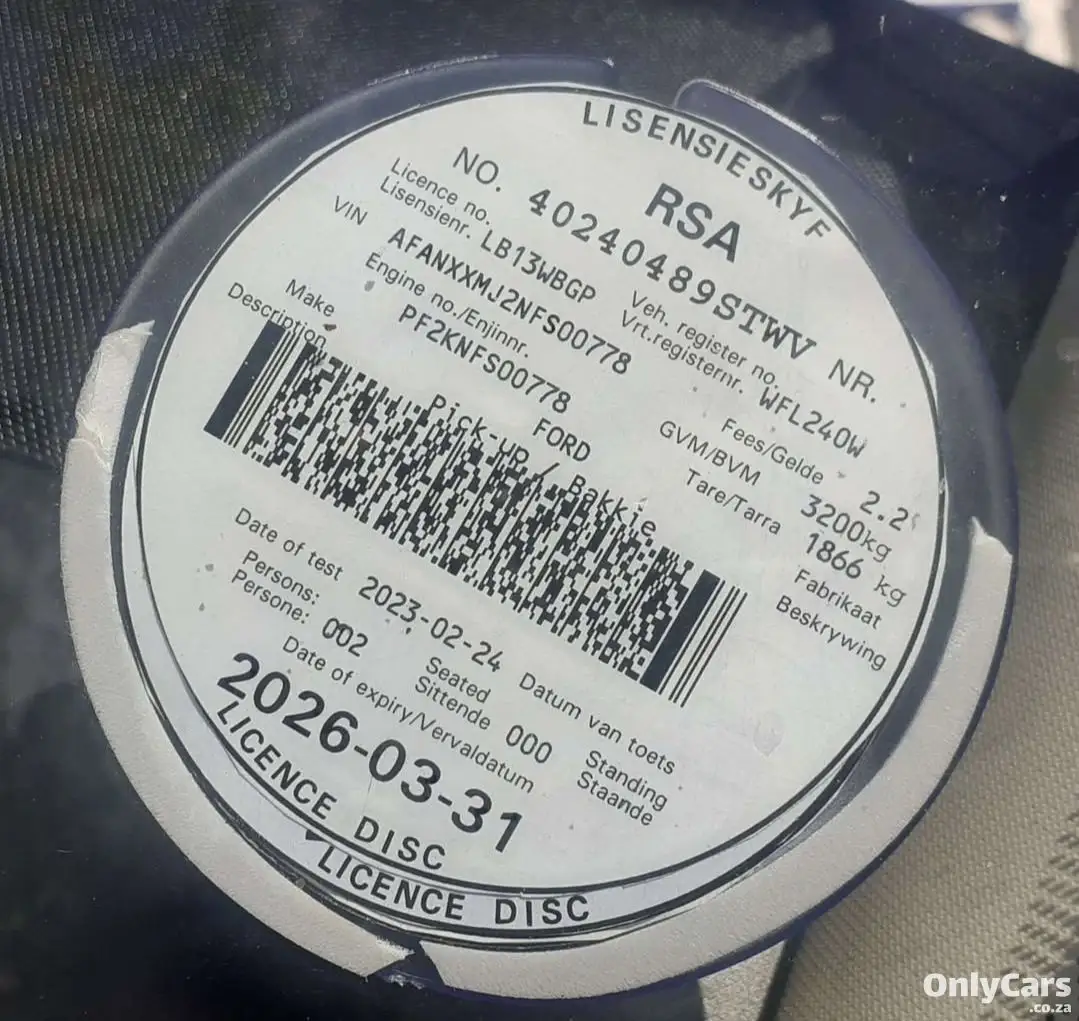 LISENSIESKYF
RSA
NO. 40240489STWV NR.
Licence no.
Lisensienr. LB13WBGP
Veh. register no.
Vrt.registernr. WFL240W
VIN AFANXXMJ2NFS00778
Engine no./Enjinnr.
PF2KNFS00778
Fees/Gelde
GVM/BVM 3200kg
Tare/Tarra 1866 kg
Make FORD Fabrikaat
Description Pick-up / Bakkie Beskrywing
Date of test 2023-02-24 Datum van toets
Persons: 002 Seated 000 Standing
Persone: Sittende Staande
Date of expiry/Vervaldatum
2026-03-31
LICENCE DISC
LICENCE DISC
OnlyCars
.co.za